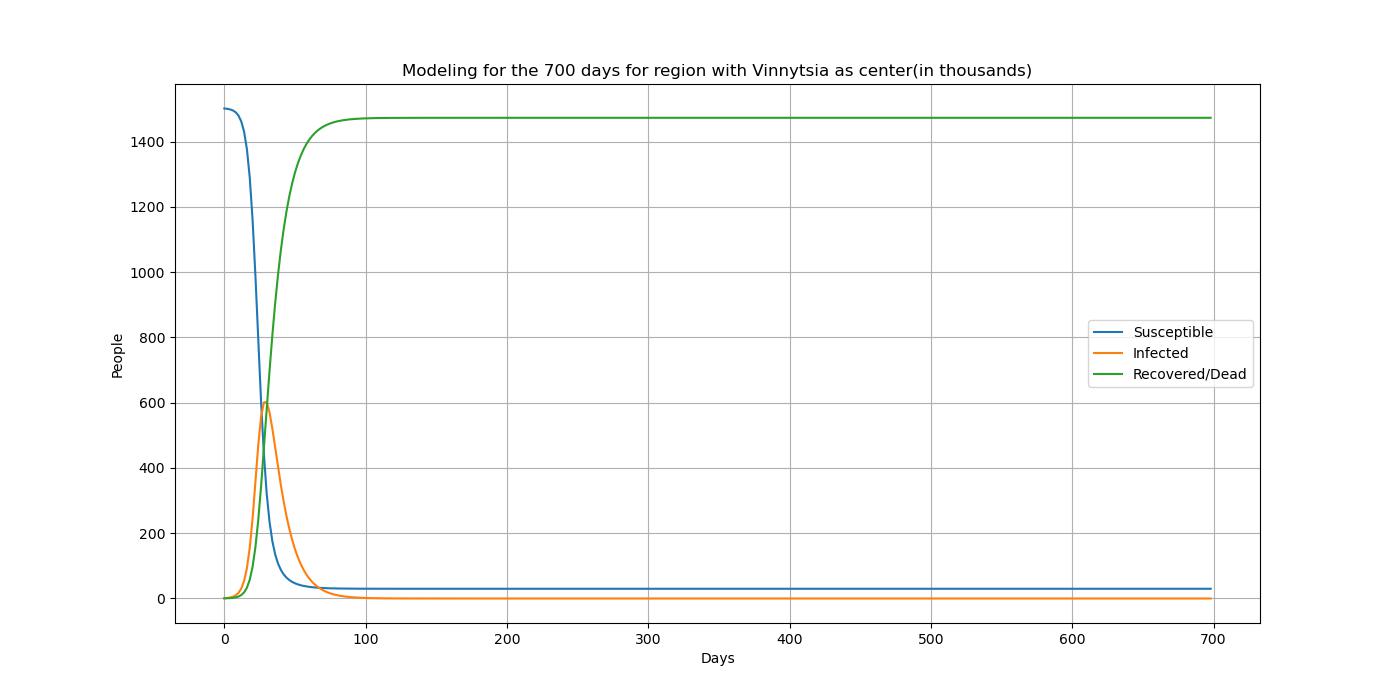 Modeling for the 700 days for region with Vinnytsia as center(in thousands)
People
1400
1200
1000
800
600
400
200
0
Susceptible
Infected
Recovered/Dead
0 100 200 300 400 500 600 700
Days